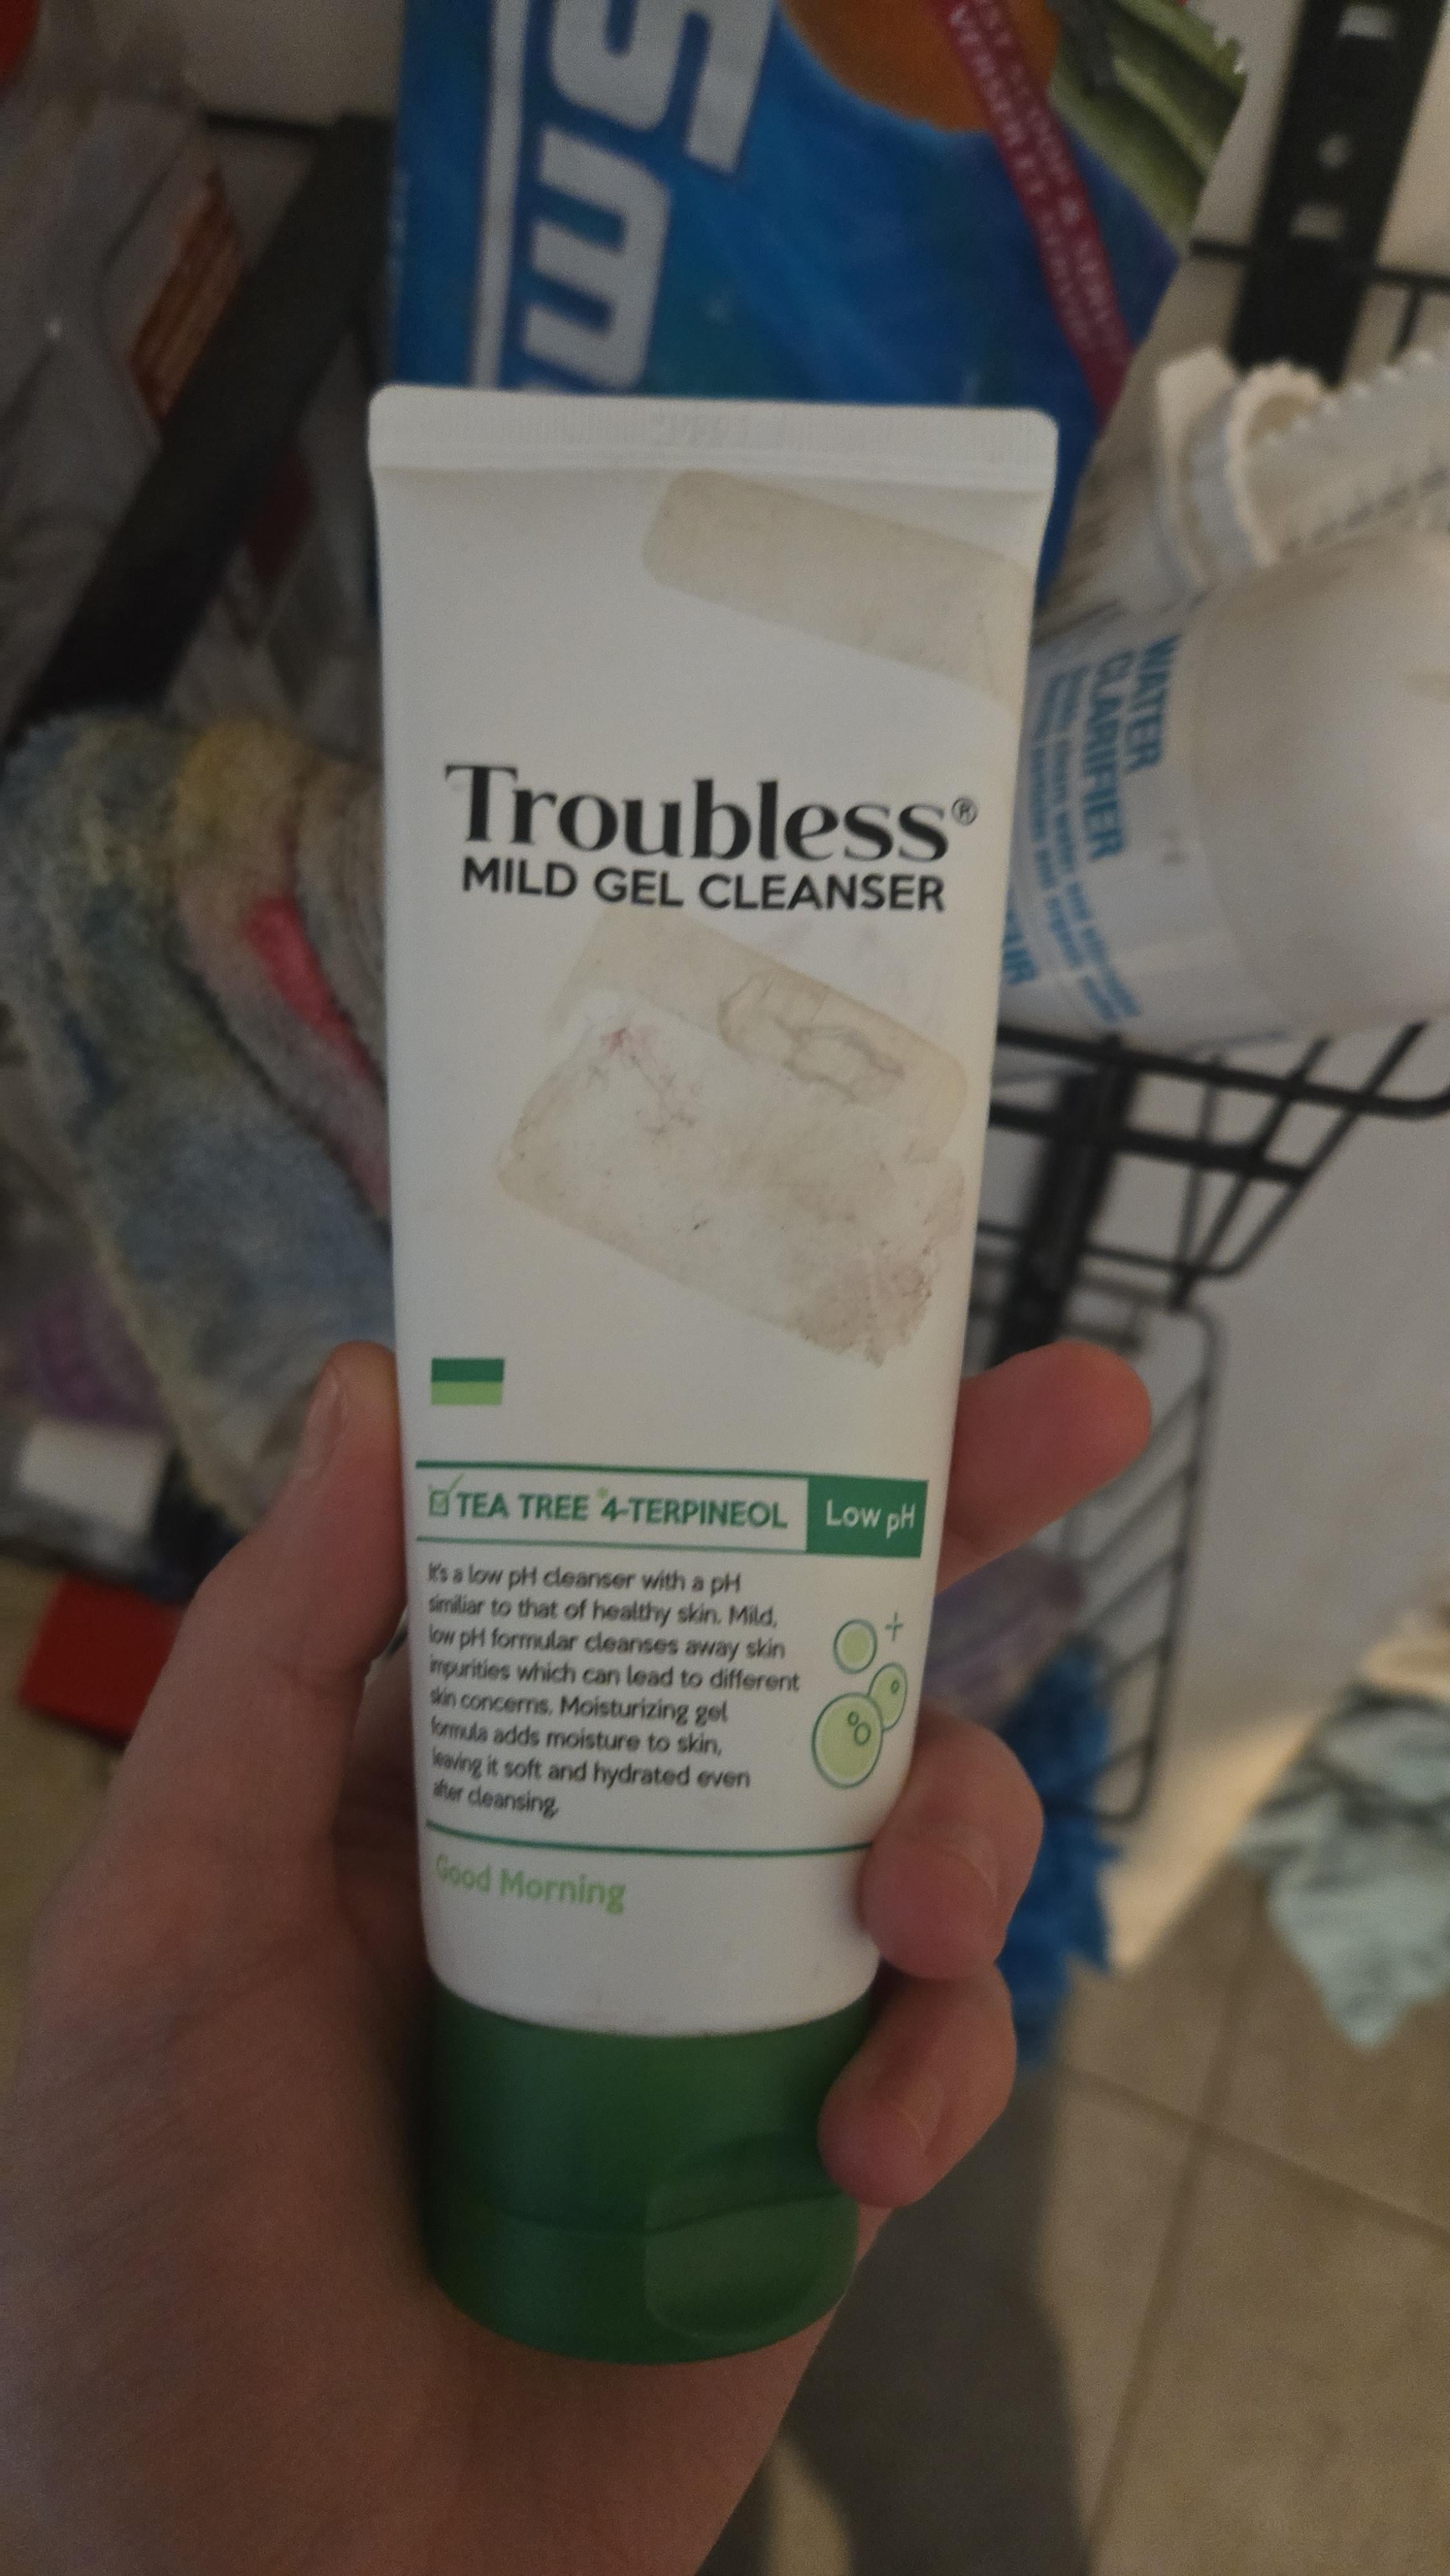 Troubless®
MILD GEL CLEANSER
TEA TREE *4-TERPINEOL
Low pH
It's a low pH cleanser with a pH
similiar to that of healthy skin. Mild,
low pH formular cleanses away skin
impurities which can lead to different
skin concerns. Moisturizing gel
formula adds moisture to skin,
leaving it soft and hydrated even
after cleansing.
Good Morning
WATER
CLARIFIER